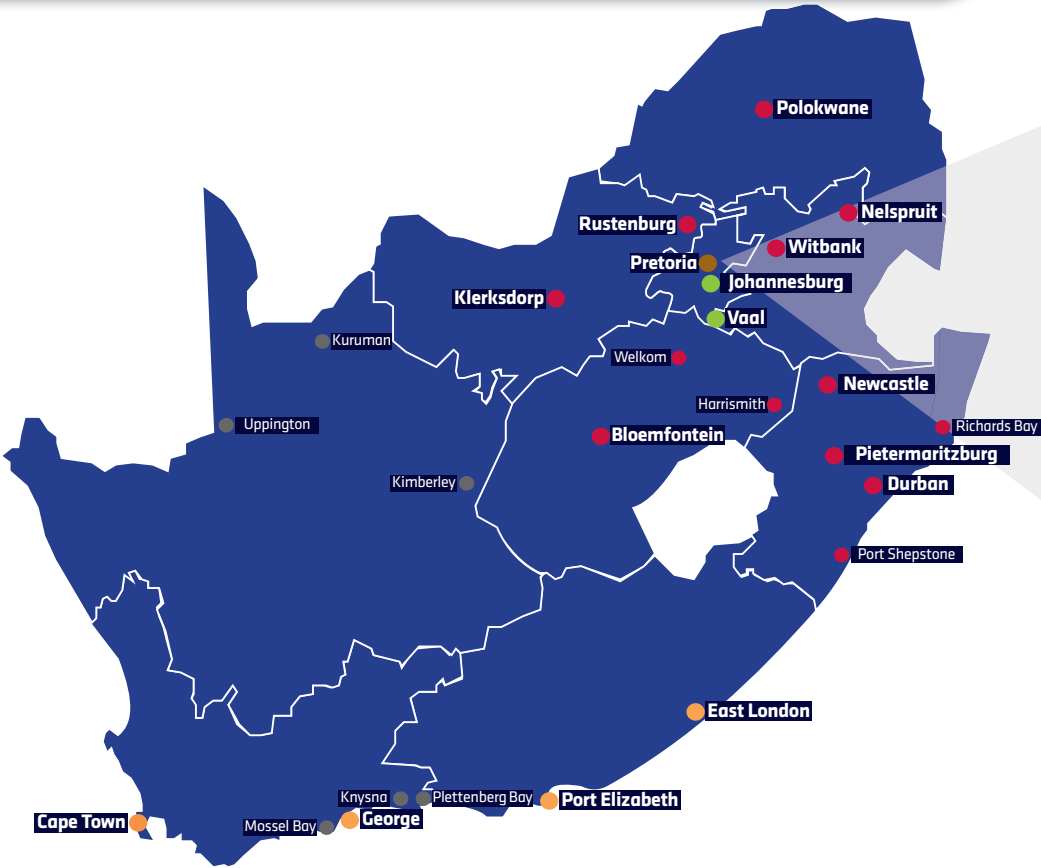 Polokwane
Nelspruit
Rustenburg
Witbank
Pretoria
Johannesburg
Klerksdorp
Vaal
Kuruman
Welkom
Newcastle
Harrismith
Uppington
Richards Bay
Bloemfontein
Pietermaritzburg
Kimberley
Durban
Port Shepstone
East London
Knysna
Plettenberg Bay
Port Elizabeth
George
Cape Town
Mossel Bay